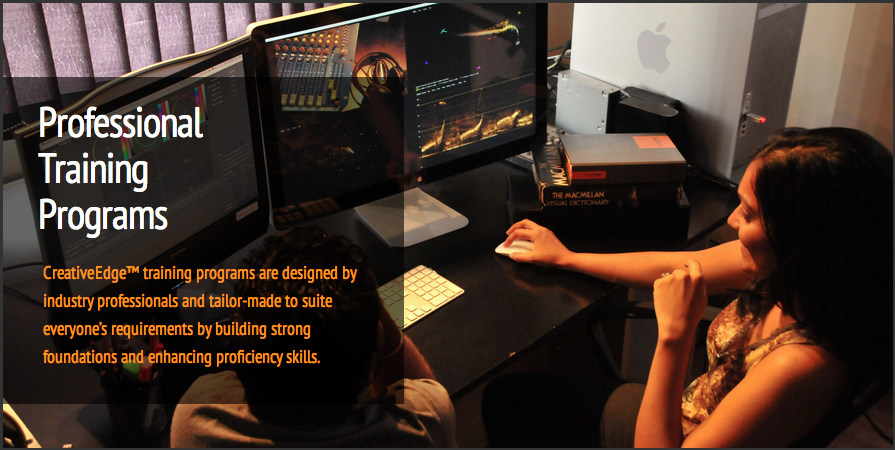 Professional
Training
Programs
CreativeEdge™ training programs are designed by
industry professionals and tailor-made to suite
everyone's requirements by building strong
foundations and enhancing proficiency skills.
THE MACMILLAN
VISUAL DICTIONARY